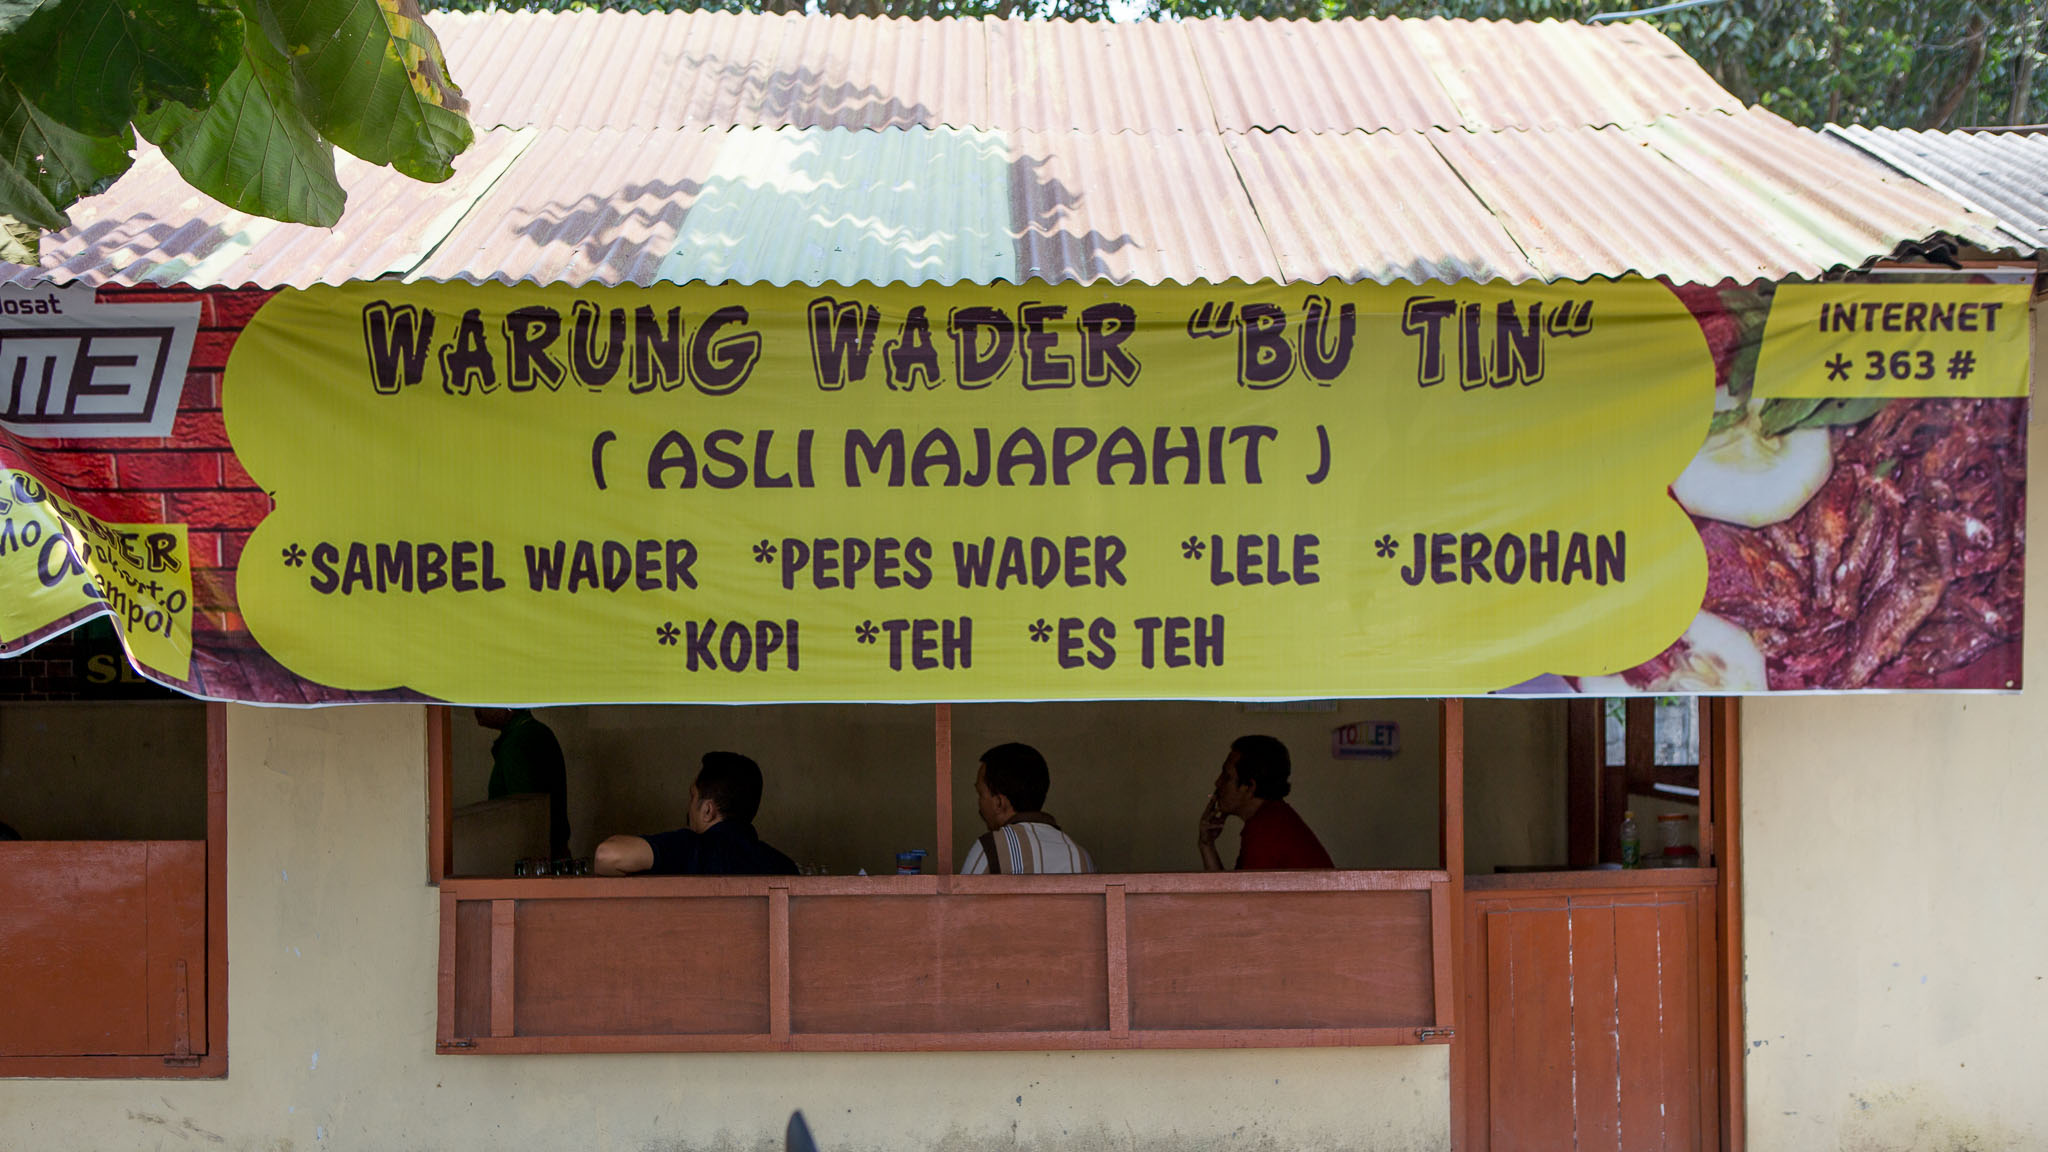 M3
WARUNG WADER "BU TIN"
( ASLI MAJAPAHIT )
*SAMBEL WADER *PEPES WADER *LELE *JEROHAN
*KOPI *TEH *ES TEH
INTERNET
* 363 #
TOILET